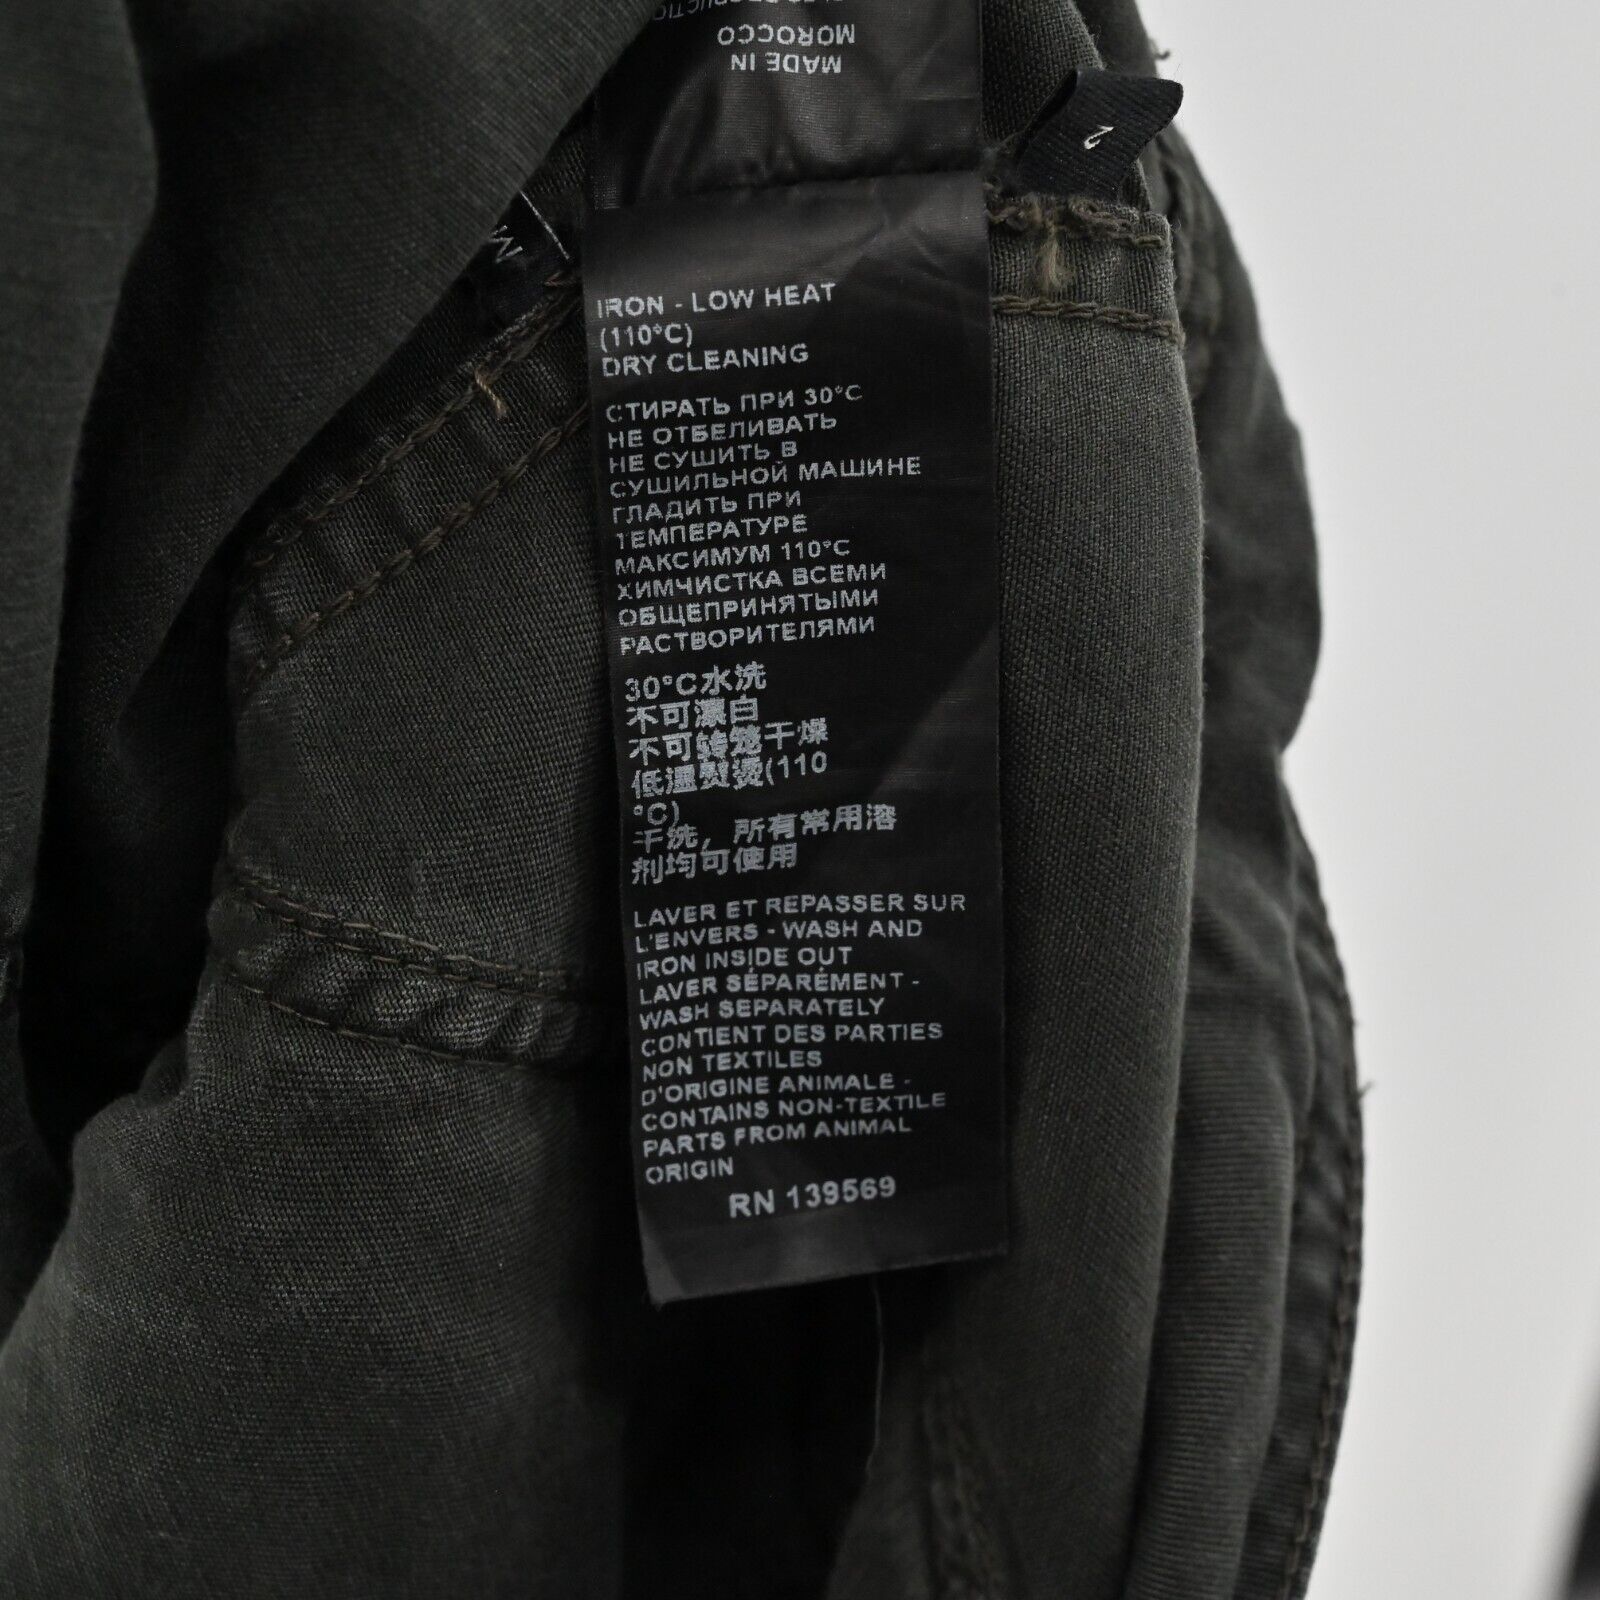 MOROCCO
MADE IN
2
M
IRON - LOW HEAT
(110°C)
DRY CLEANING
СТИРАТЬ ПРИ 30°C
НЕ ОТБЕЛИВАТЬ
НЕ СУШИТЬ В
СУШИЛЬНОЙ МАШИНЕ
ГЛАДИТЬ ПРИ
ТЕМПЕРАТУРЕ
МАКСИМУМ 110°C
ХИМЧИСТКА ВСЕМИ
ОБЩЕПРИНЯТЫМИ
РАСТВОРИТЕЛЯМИ
30°C水洗
不可漂白
不可转笼干燥
低温熨烫(110
°C)
干洗，所有常用溶
剂均可使用
LAVER ET REPASSER SUR
L'ENVERS - WASH AND
IRON INSIDE OUT
LAVER SÉPARÉMENT -
WASH SEPARATELY
CONTIENT DES PARTIES
NON TEXTILES
D'ORIGINE ANIMALE -
CONTAINS NON-TEXTILE
PARTS FROM ANIMAL
ORIGIN
RN 139569